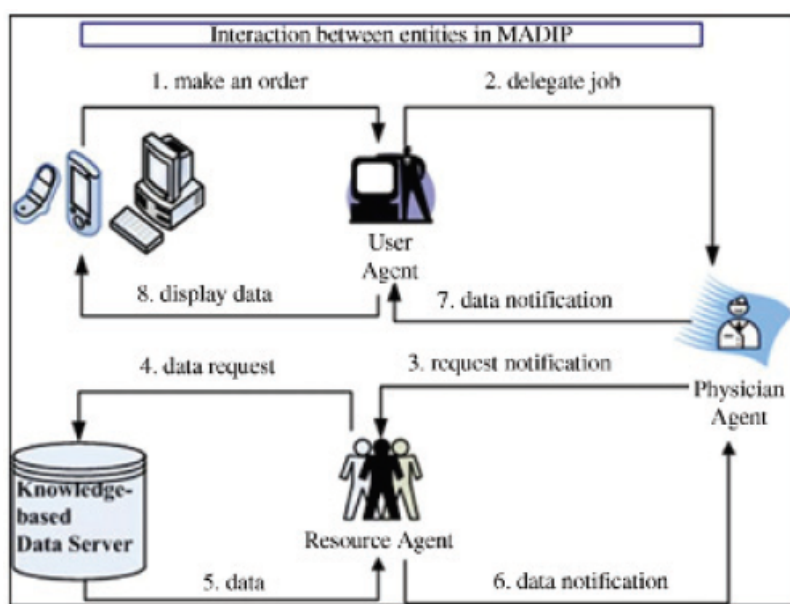 Interaction between entities in MADIP
1. make an order
2. delegate job
User
Agent
8. display data
7. data notification
4. data request
3. request notification
Physician
Agent
Knowledge-
based
Data Server
Resource Agent
5. data
6. data notification